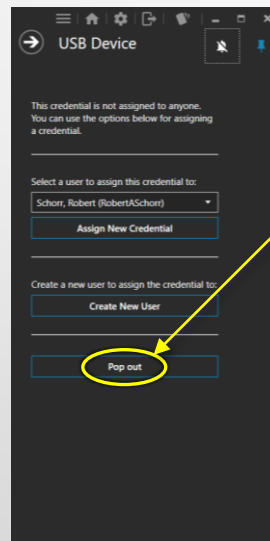 USB Device
This credential is not assigned to anyone.
You can use the options below for assigning
a credential.
Select a user to assign this credential to:
Schorr, Robert (RobertASchorr)
Assign New Credential
Create a new user to assign the credential to:
Create New User
Pop out